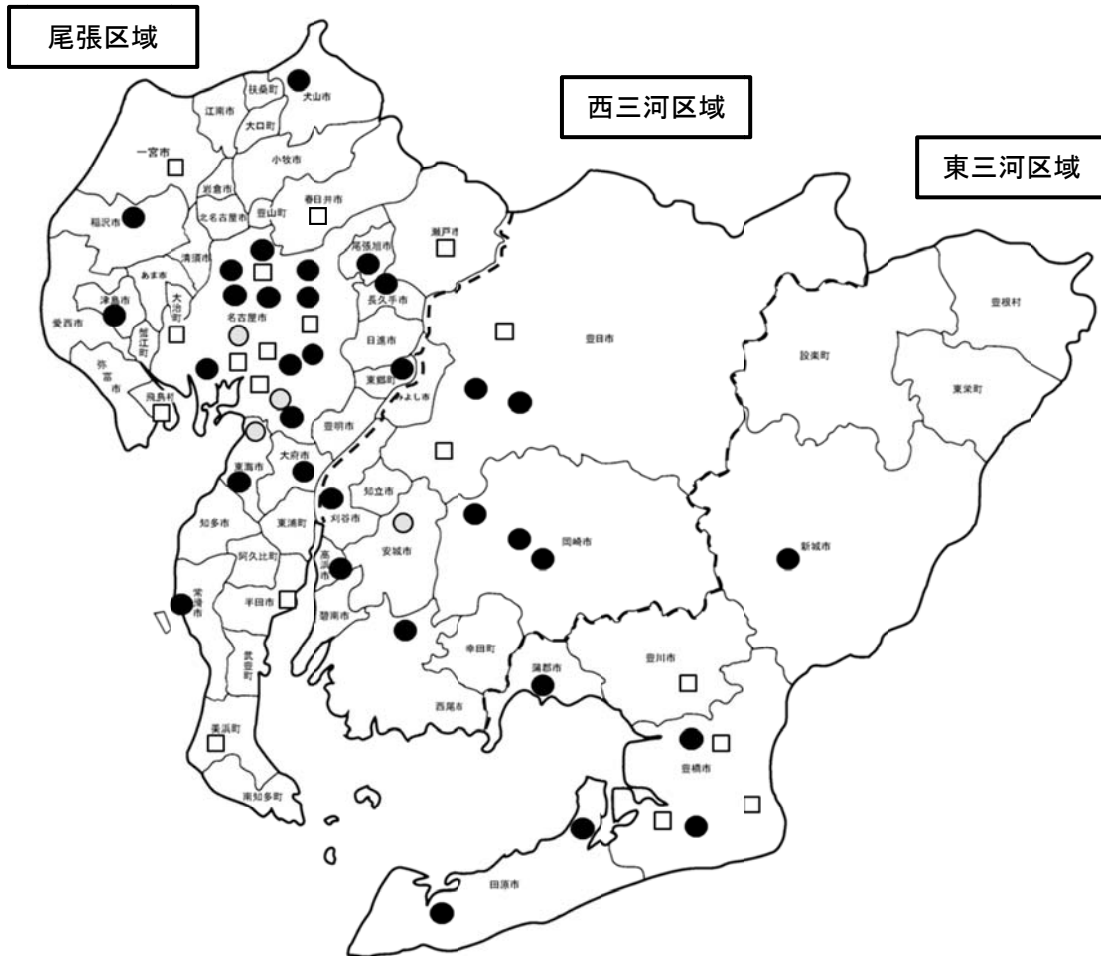 尾張区域
西三河区域
東三河区域
扶桑町
犬山市
江南市
大口町
一宮市
小牧市
岩倉市
春日井市
稲沢市
北名古屋市
豊山町
瀬戸市
尾張旭市
清須市
あま市
津島市
大治町
長久手市
愛西市
名古屋市
蟹江町
日進市
弥富市
東郷町
みよし市
飛島村
豊明市
豊田市
設楽町
豊根村
東栄町
東海市
大府市
知立市
知多市
東浦町
刈谷市
安城市
岡崎市
新城市
阿久比町
高浜市
常滑市
半田市
碧南市
幸田町
豊川市
武豊町
蒲郡市
西尾市
美浜町
豊橋市
南知多町
田原市